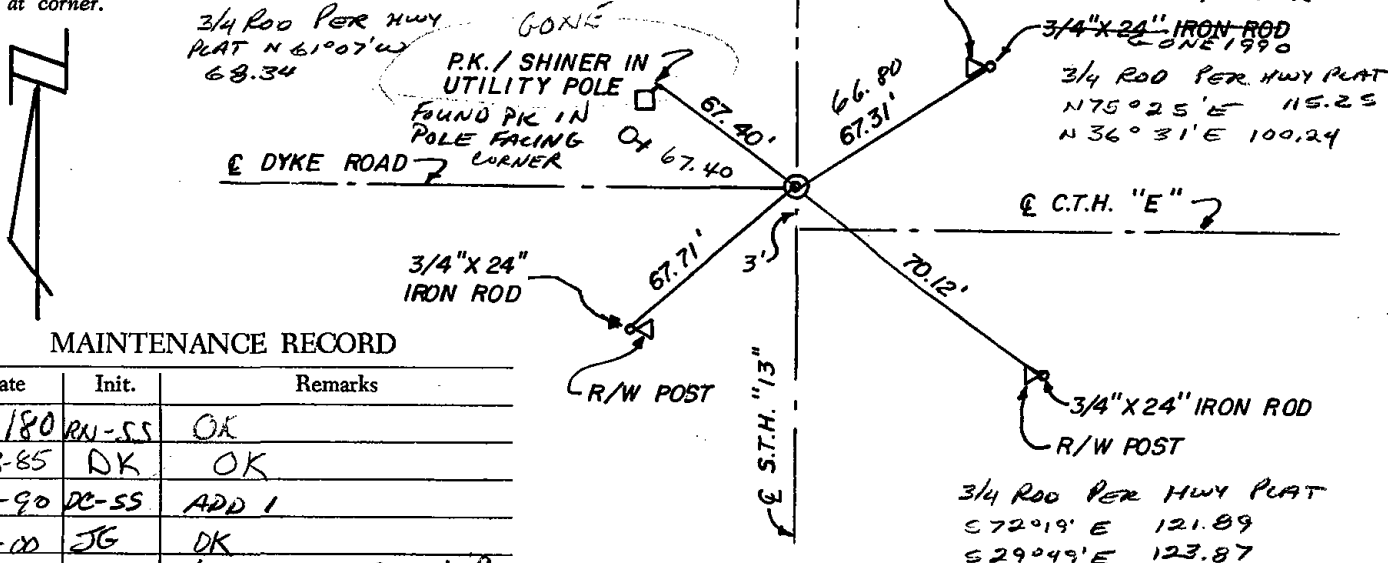 at corner.
3/4 ROD PER HWY
PLAT N 61°07'W
68.34
GONE
P.K./ SHINER IN
UTILITY POLE
FOUND PK IN
POLE FACING
CORNER
67.40'
67.40
66.80
67.31'
3/4"X 24" IRON ROD
GONE 1990
3/4 ROD PER HWY PLAT
N75°25'E 115.25
N 36° 31'E 100.24
℄ DYKE ROAD
℄ C.T.H. "E"
3'
67.71'
70.12'
3/4"X 24"
IRON ROD
R/W POST
℄ S.T.H. "13"
3/4"X 24" IRON ROD
R/W POST
3/4 ROD PER HWY PLAT
S72°19' E 121.89
S29°49'E 123.87
MAINTENANCE RECORD
ate Init. Remarks
180 RN-SS OK
-85 DK OK
-90 DC-SS ADD 1
-00 JG OK